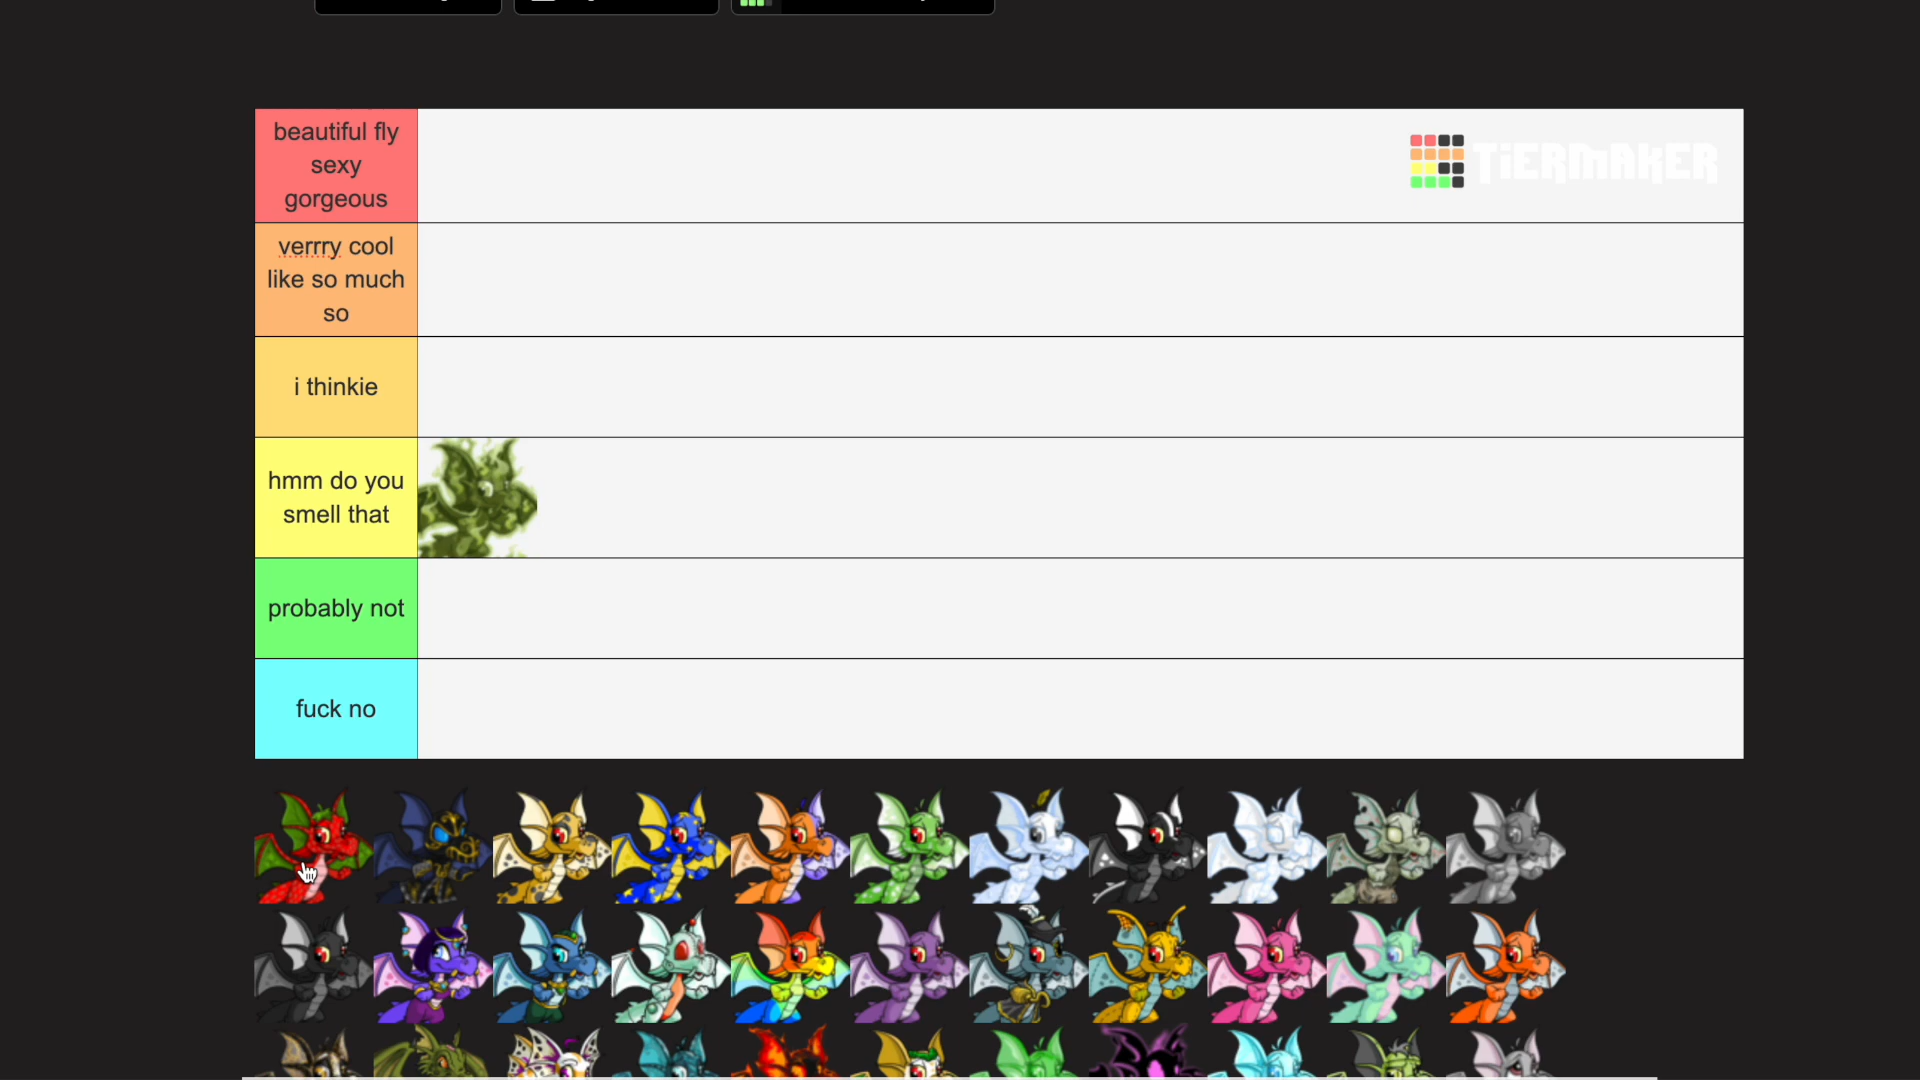 beautiful fly
sexy
gorgeous
TiERMAKER
verrry cool
like so much
so
i thinkie
hmm do you
smell that
probably not
fuck no